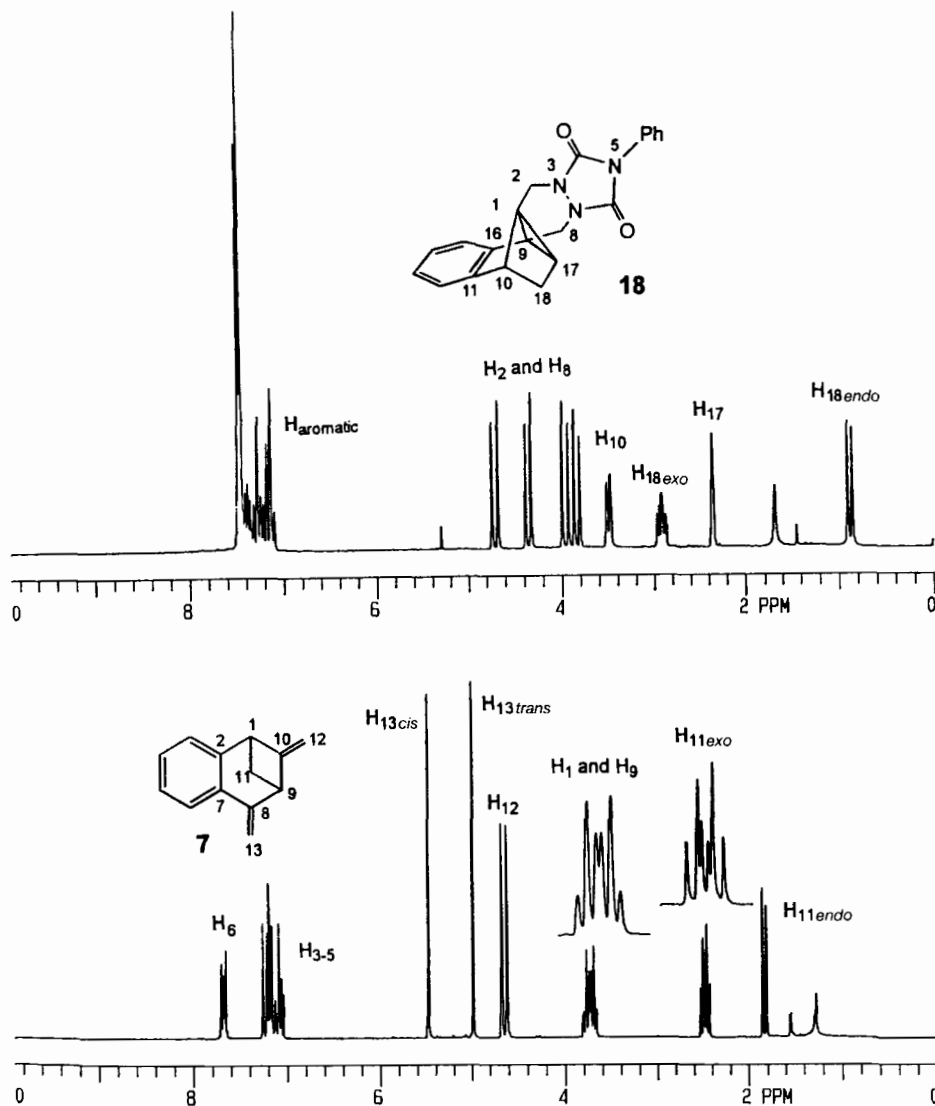 O
Ph
5
N
3
N
2
N
O
1
8
16
9
17
11
10
18
18
H2 and H8
Haromatic
H10
H18exo
H17
H18endo
0
8
6
4
2 PPM
0
H13cis
H13trans
1
2
10
12
11
9
7
8
7
13
H12
H1 and H9
H11exo
H11endo
H6
H3-5
0
8
6
4
2 PPM
0